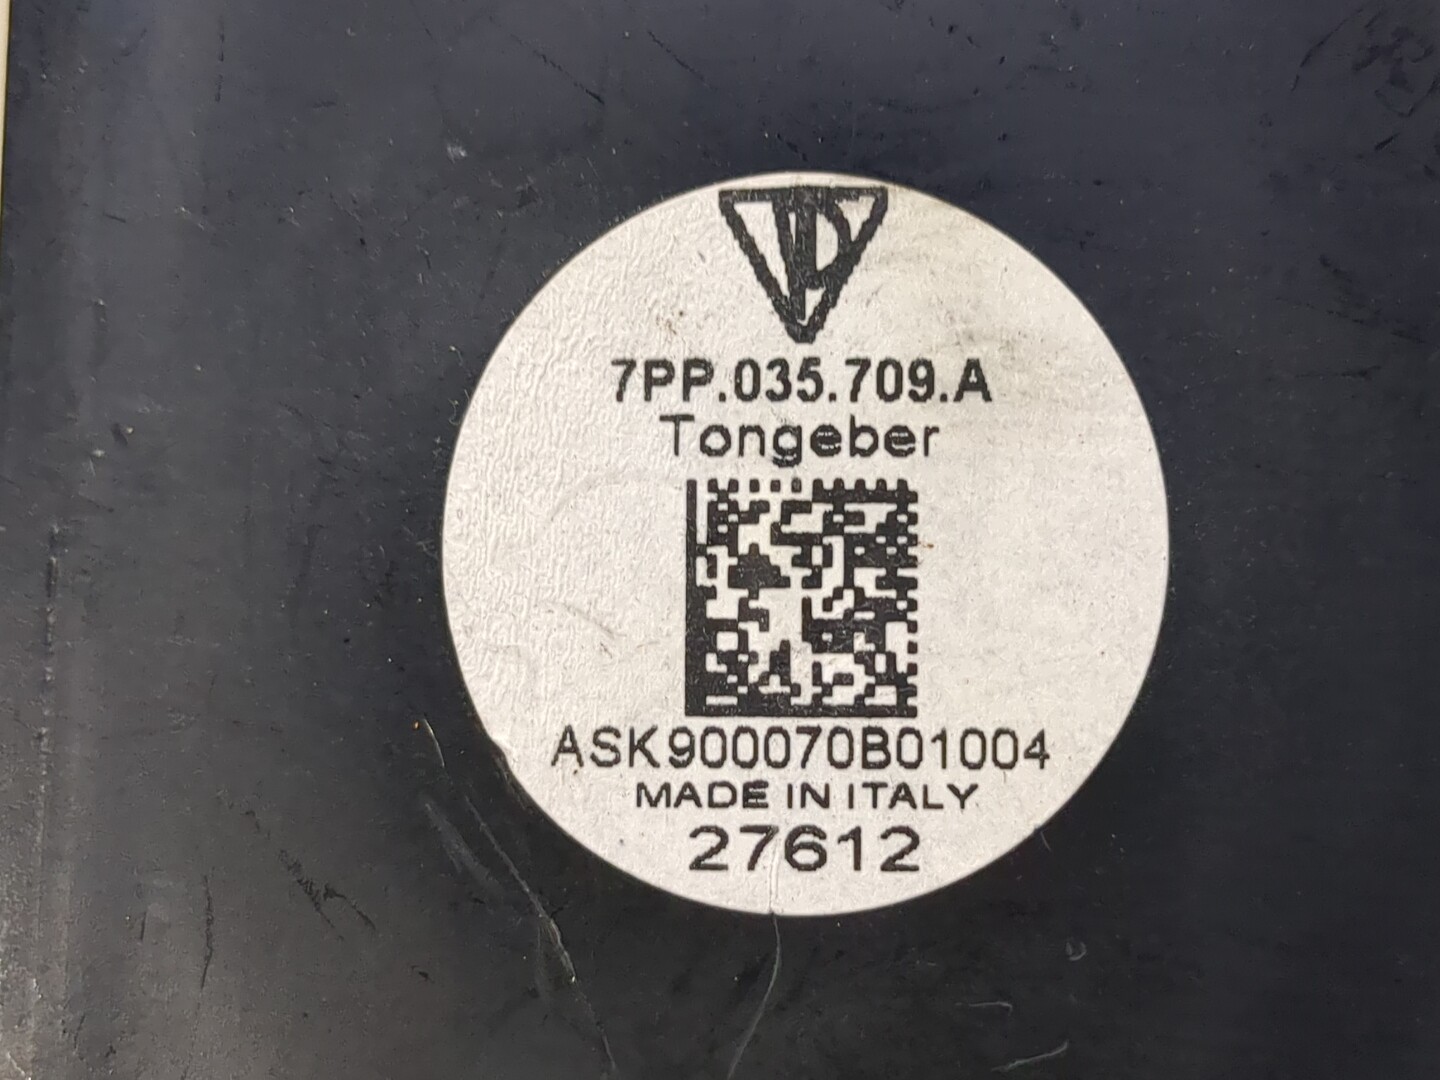 7PP.035.709.A
Tongeber
ASK900070B01004
MADE IN ITALY
27612